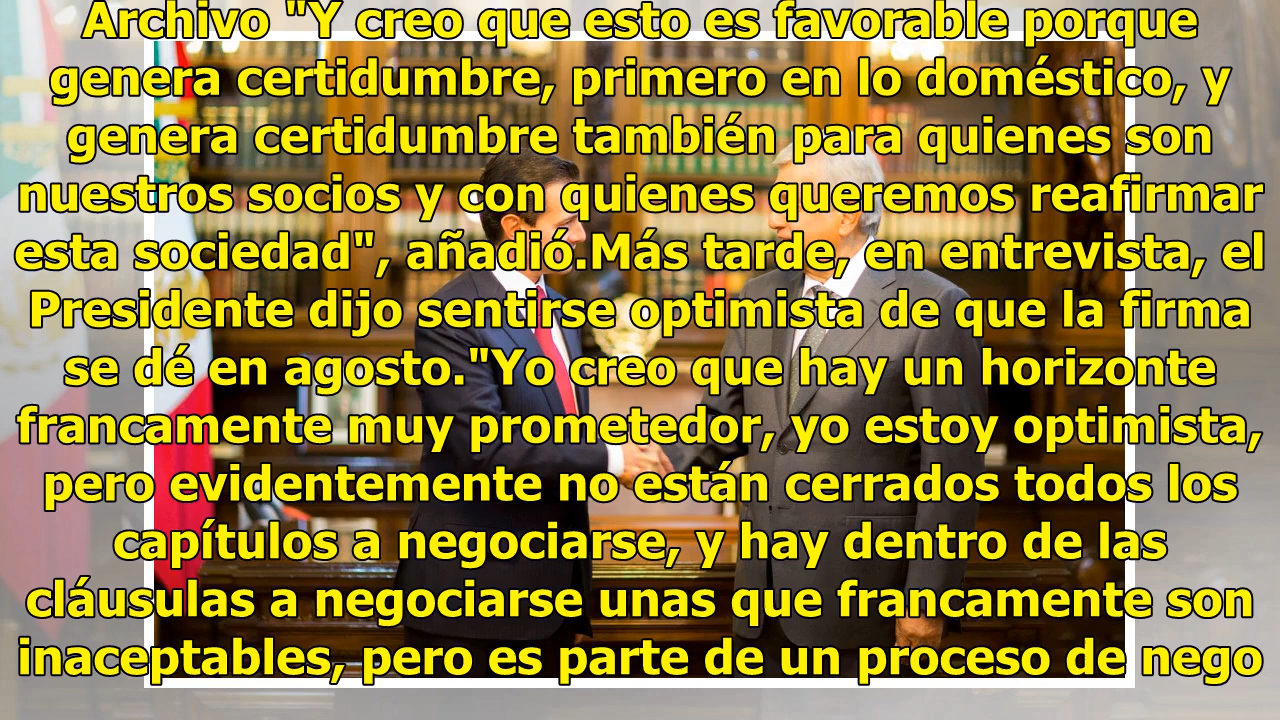 Archivo "Y creo que esto es favorable porque
genera certidumbre, primero en lo doméstico, y
genera certidumbre también para quienes son
nuestros socios y con quienes queremos reafirmar
esta sociedad", añadió.Más tarde, en entrevista, el
Presidente dijo sentirse optimista de que la firma
se dé en agosto."Yo creo que hay un horizonte
francamente muy prometedor, yo estoy optimista,
pero evidentemente no están cerrados todos los
capítulos a negociarse, y hay dentro de las
cláusulas a negociarse unas que francamente son
inaceptables, pero es parte de un proceso de nego